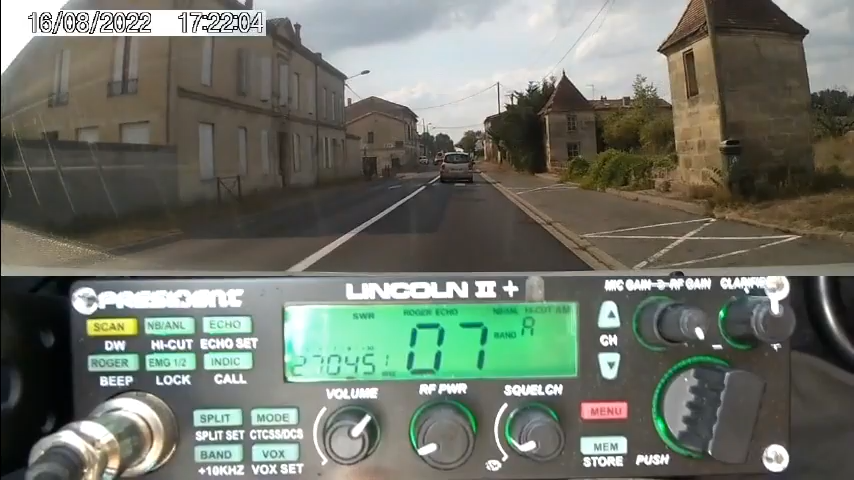 16/08/2022 17:22:04
PRESIDENT
LINCOLN II +
MIC GAIN RF GAIN CLARIFIER
SCAN NB/ANL ECHO
DW HI-CUT ECHO SET
ROGER EMG 1/2 INDIC
BEEP LOCK CALL
SWR ROGER ECHO NB/ANL HI-CUT
BAND A
270451 07
CH
VOLUME RF PWR SQUELCH
SPLIT MODE
SPLIT SET CTCSS/DCS
BAND VOX
+10KHZ VOX SET
MENU
MEM
STORE PUSH